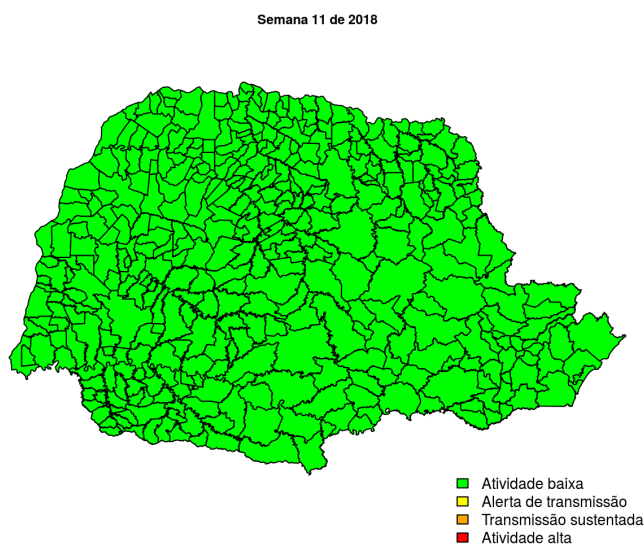 Semana 11 de 2018
Atividade baixa
Alerta de transmissão
Transmissão sustentada
Atividade alta